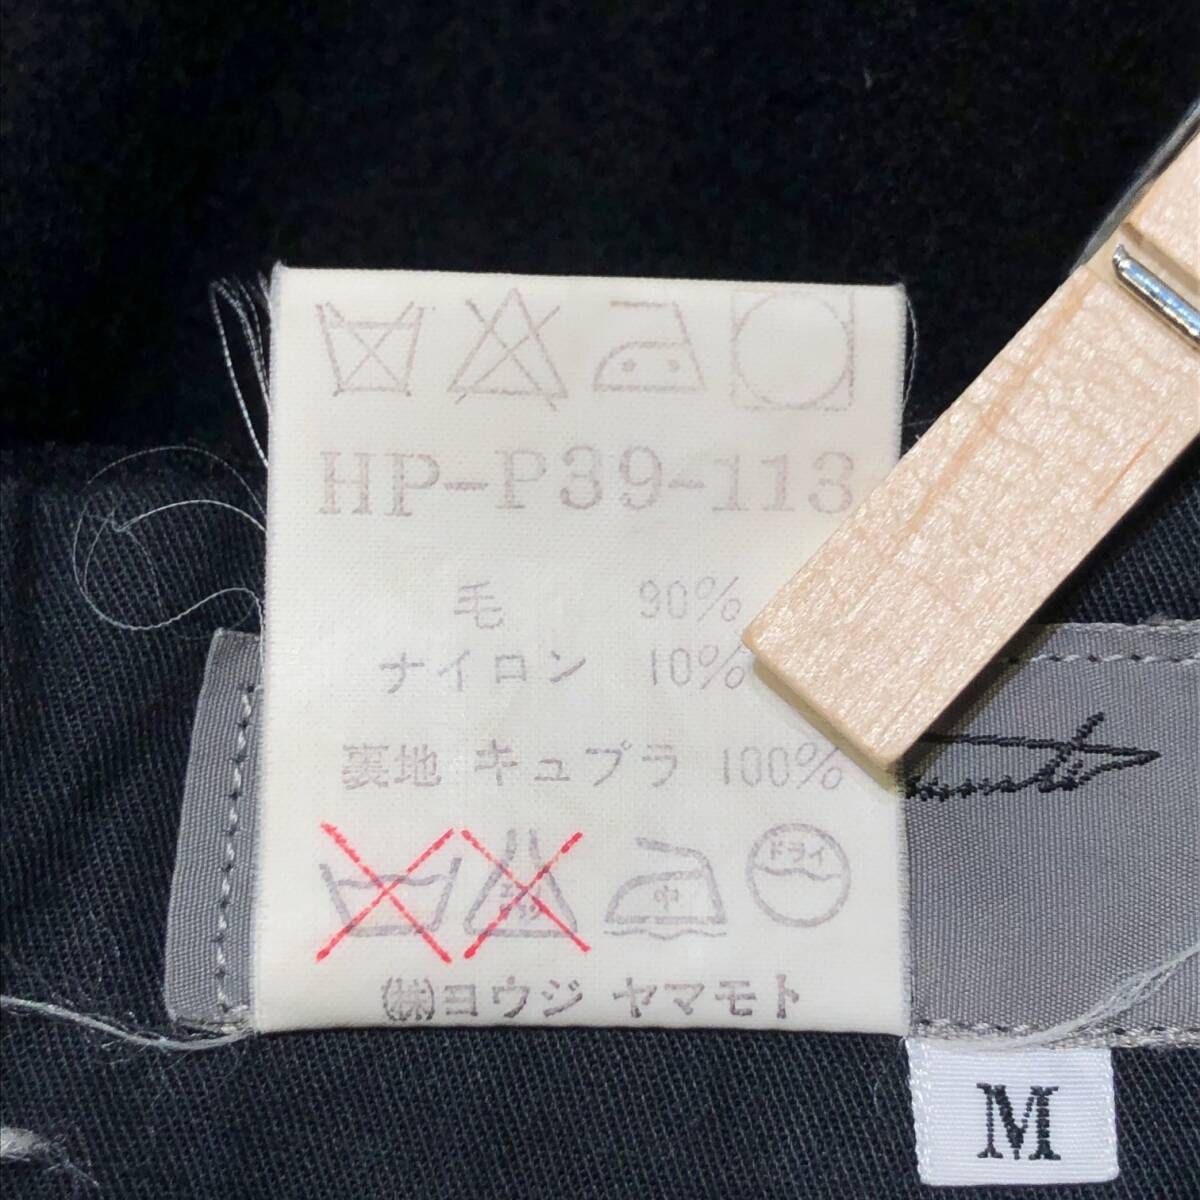 HP-P39-113
毛 90%
ナイロン 10%
裏地 キュプラ 100%
中 ドライ
(株)ヨウジ ヤマモト
M